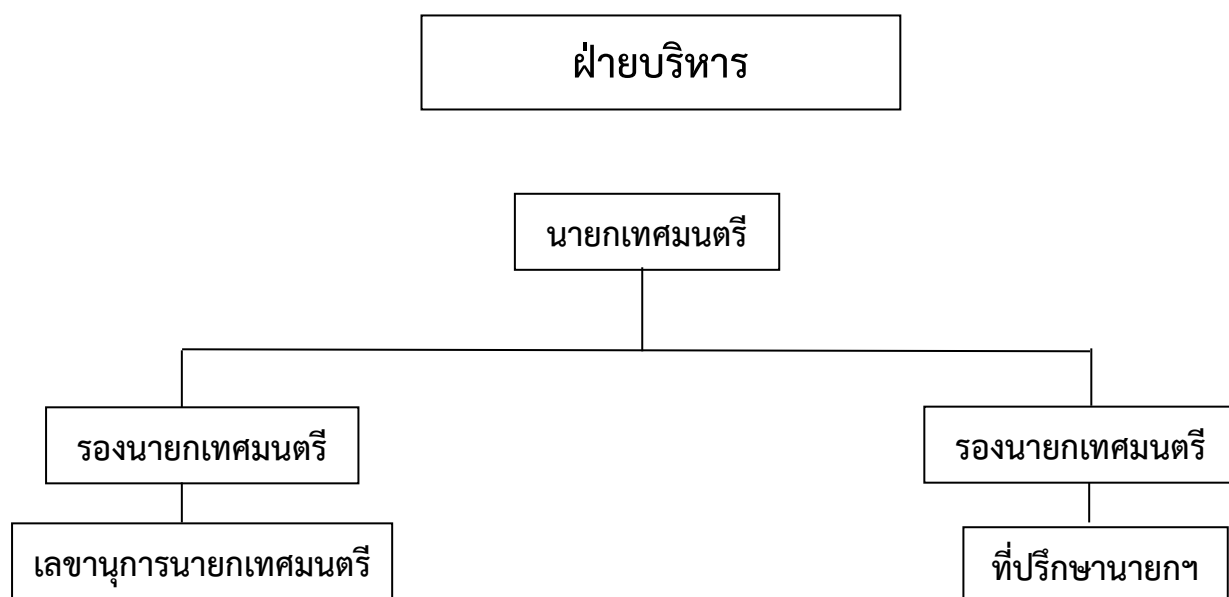 ฝ่ายบริหาร
นายกเทศมนตรี
รองนายกเทศมนตรี
รองนายกเทศมนตรี
เลขานุการนายกเทศมนตรี
ที่ปรึกษานายกฯ